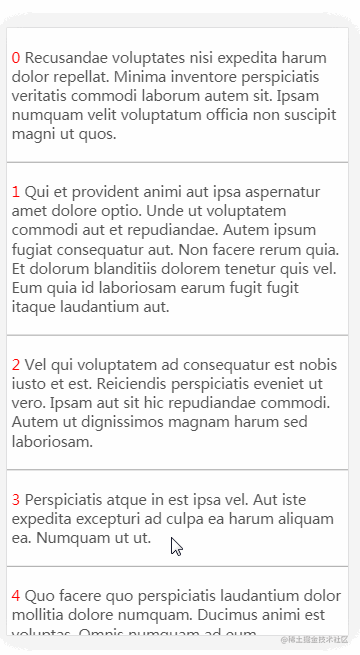 0 Recusandae voluptates nisi expedita harum
dolor repellat. Minima inventore perspiciatis
veritatis commodi laborum autem sit. Ipsam
numquam velit voluptatum officia non suscipit
magni ut quos.
1 Qui et provident animi aut ipsa aspernatur
amet dolore optio. Unde ut voluptatem
commodi aut et repudiandae. Autem ipsum
fugiat consequatur aut. Non facere rerum quia.
Et dolorum blanditiis dolorem tenetur quis vel.
Eum quia id laboriosam earum fugit fugit
itaque laudantium aut.
2 Vel qui voluptatem ad consequatur est nobis
iusto et est. Reiciendis perspiciatis eveniet ut
vero. Ipsam aut sit hic repudiandae commodi.
Autem ut dignissimos magnam harum sed
laboriosam.
3 Perspiciatis atque in est ipsa vel. Aut iste
expedita excepturi ad culpa ea harum aliquam
ea. Numquam ut ut.
4 Quo facere quo perspiciatis laudantium dolor
mollitia dolore numquam. Ducimus animi est
voluptas. Omnis numquam ad eum
@稀土掘金技术社区